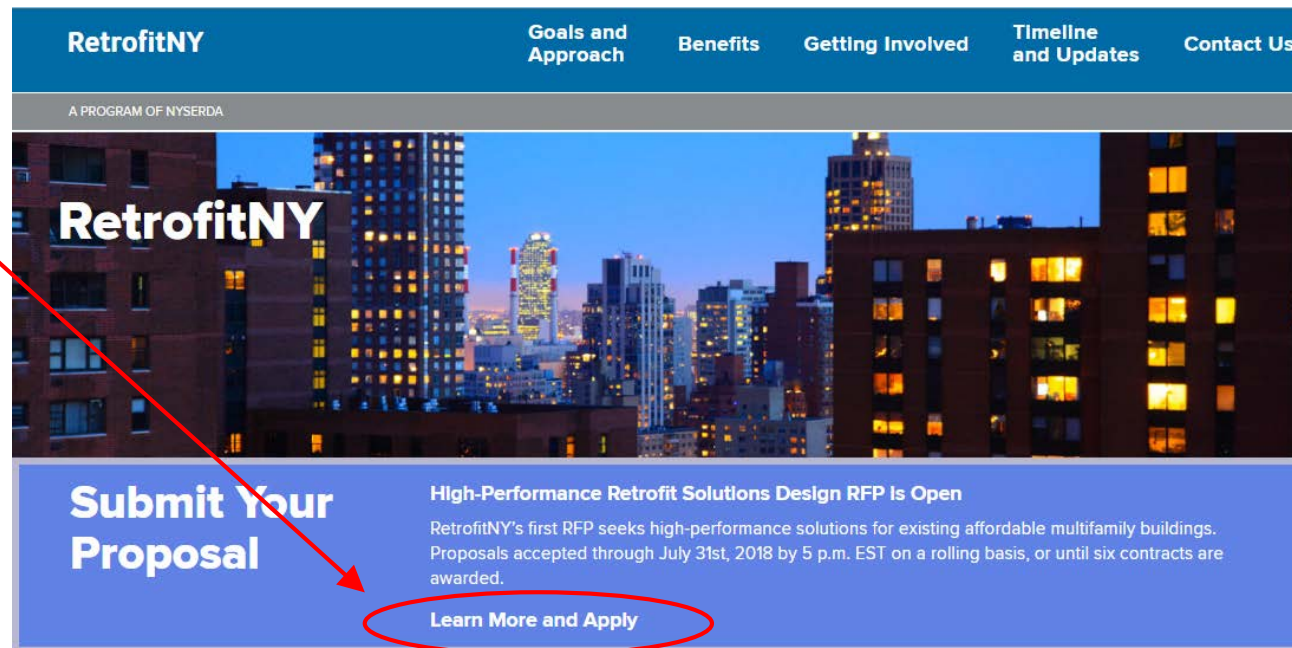 RetrofitNY
Goals and
Approach
Benefits
Getting Involved
Timeline
and Updates
Contact Us
A PROGRAM OF NYSERDA
RetrofitNY
Submit Your
Proposal
High-Performance Retrofit Solutions Design RFP is Open
RetrofitNY's first RFP seeks high-performance solutions for existing affordable multifamily buildings.
Proposals accepted through July 31st, 2018 by 5 p.m. EST on a rolling basis, or until six contracts are
awarded.
Learn More and Apply